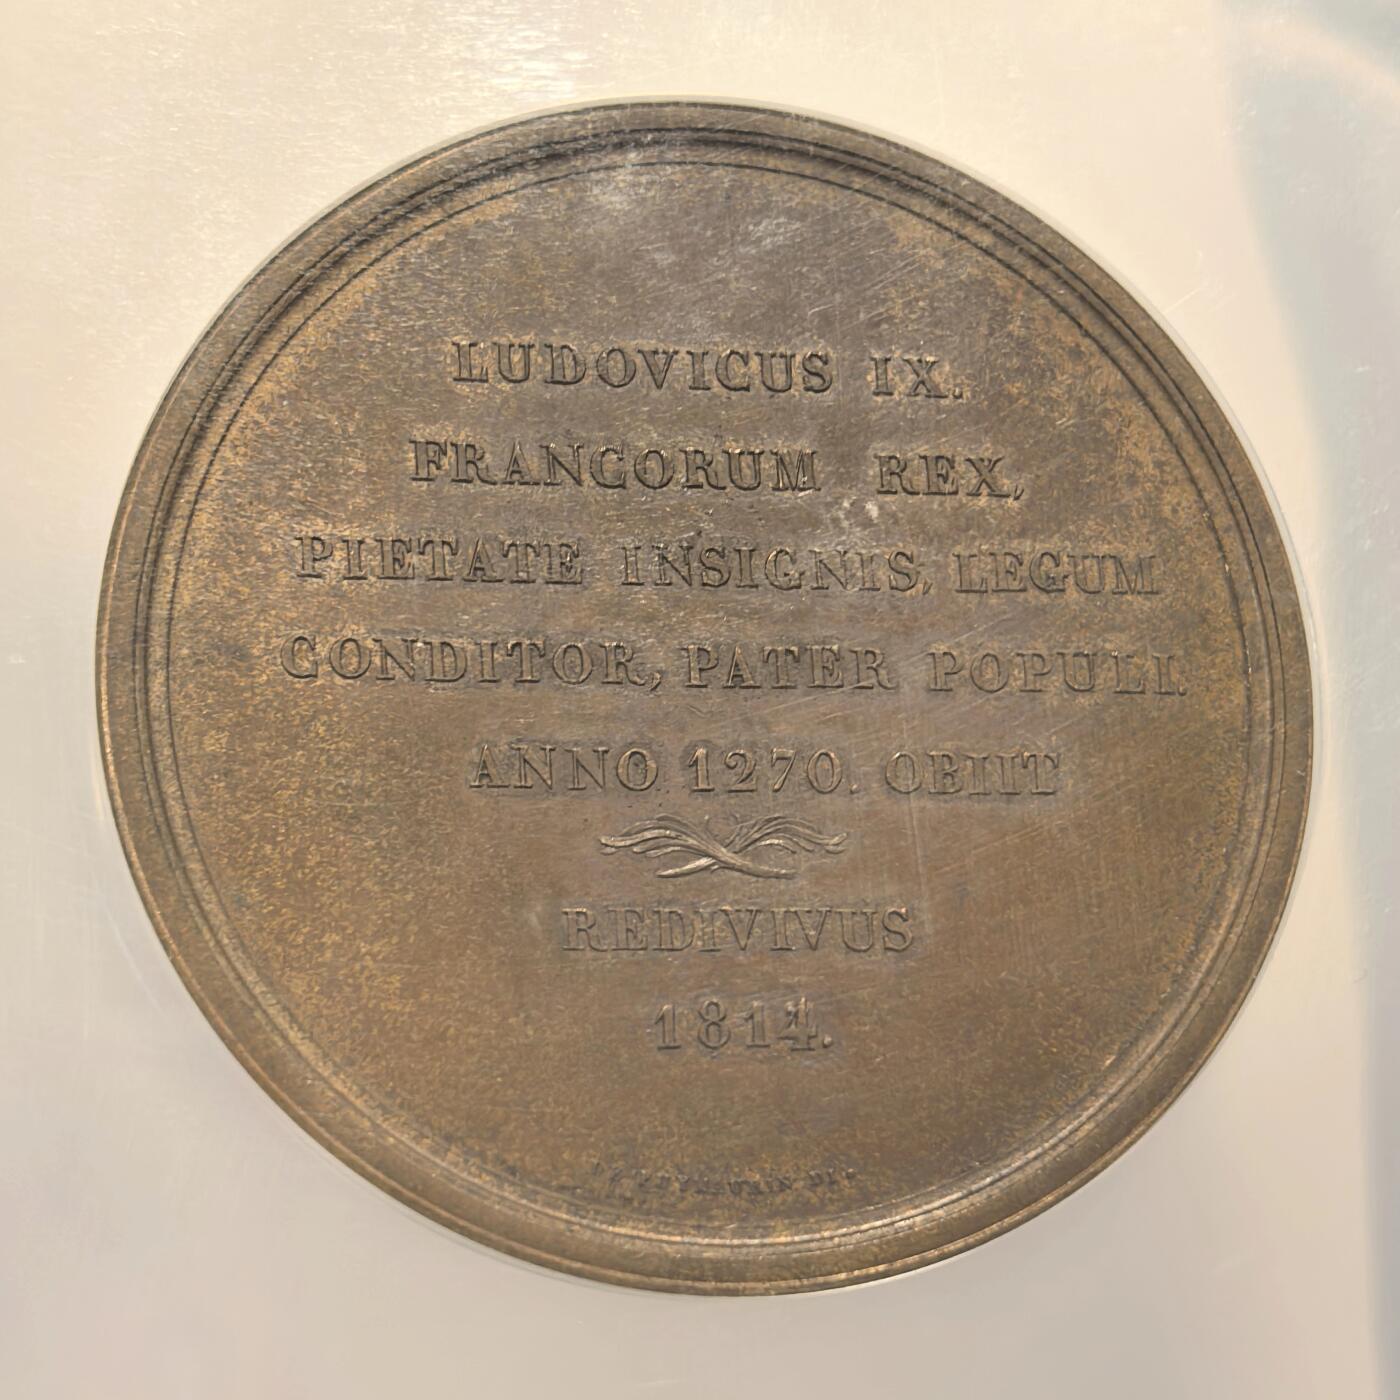 LUDOVICUS IX.
FRANCORUM REX,
PIETATE INSIGNIS, LEGUM
CONDITOR, PATER POPULI.
ANNO 1270. OBIIT
REDIVIVUS
1814.